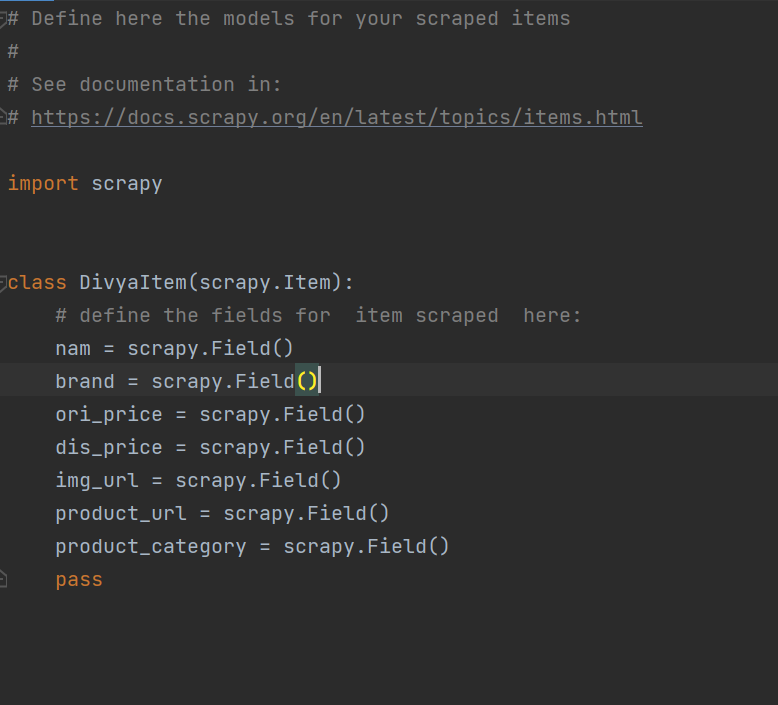 # Define here the models for your scraped items
#
# See documentation in:
# https://docs.scrapy.org/en/latest/topics/items.html
import scrapy
class DivyaItem(scrapy.Item):
# define the fields for  item scraped  here:
nam = scrapy.Field()
brand = scrapy.Field()
ori_price = scrapy.Field()
dis_price = scrapy.Field()
img_url = scrapy.Field()
product_url = scrapy.Field()
product_category = scrapy.Field()
pass